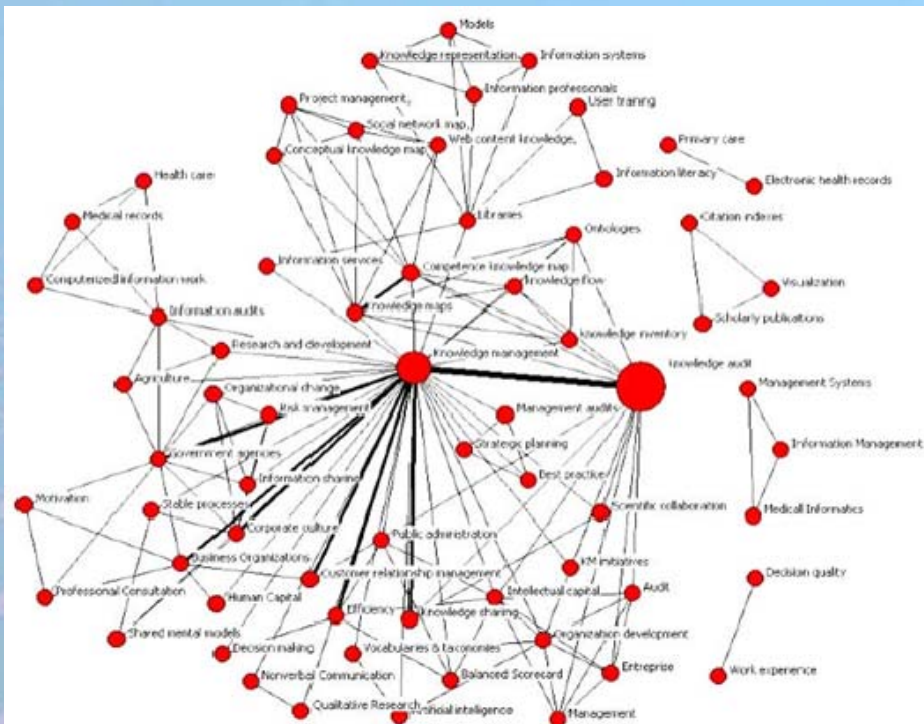 Models
Knowledge representation
Information systems
Information professionals
Project management
User training
Social network map
Web content knowledge
Conceptual knowledge map
Primary care
Health care
Information literacy
Electronic health records
Medical records
Libraries
Citation indexes
Ontologies
Information services
Competence knowledge map
Computerized information work
Knowledge flow
Visualization
Information audits
Knowledge maps
Scholarly publications
knowledge inventory
Research and development
Knowledge management
knowledge audit
Agriculture
Organizational change
Management Systems
Risk management
Management audits
Strategic planning
Information Management
Government agencies
Information sharing
Best practice
Motivation
Stable processes
Scientific collaboration
Medicall Informatics
Corporate culture
Public administration
Business Organizations
KM initiatives
Decision quality
Customer relationship management
Professional Consultation
Human Capital
Intellectual capital
Audit
Efficiency
Knowledge sharing
Shared mental models
Organization development
Decision making
Vocabularies & taxonomies
Entreprise
Work experience
Nonverbal Communication
Balanced Scorecard
Qualitative Research
Artificial intelligence
Management